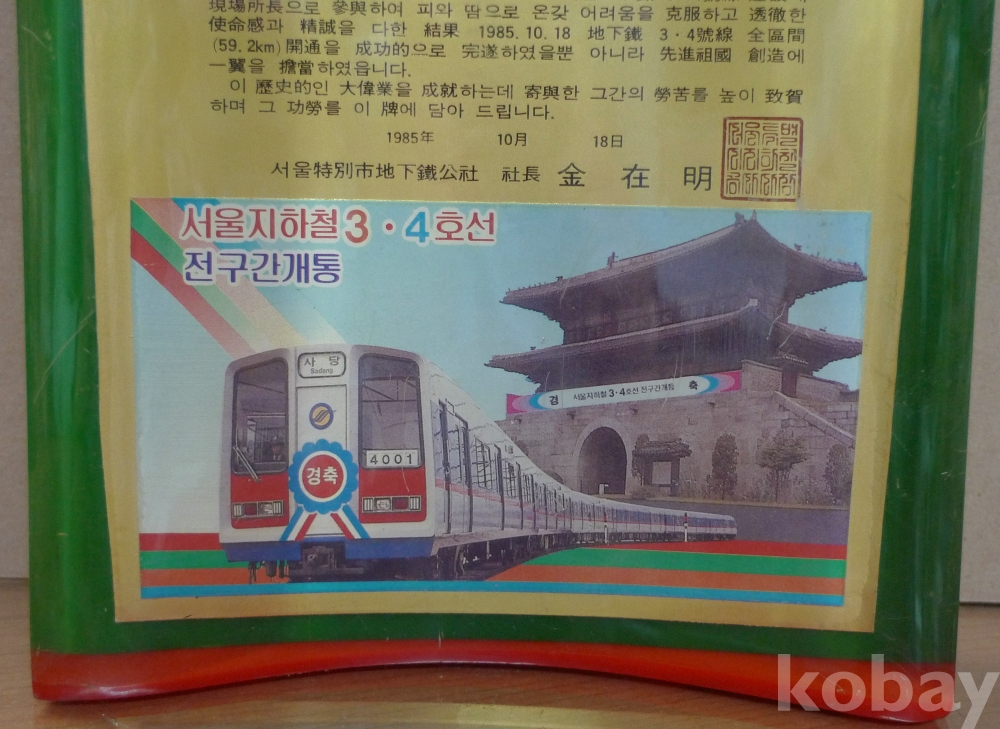 現場所長으로 參與하여 피와 땀으로 온갖 어려움을 克服하고 透徹한
使命感과 精誠을 다한 結果 1985.10.18 地下鐵 3·4號線 全區間
(59.2km)開通을 成功的으로 完遂하였을뿐 아니라 先進祖國 創造에
一翼을 擔當하였읍니다.
이 歷史的인 大偉業을 成就하는데 寄與한 그간의 勞苦를 높이 致賀
하며 그 功勞를 이 牌에 담아 드립니다.
1985年 10月 18日
서울特別市地下鐵公社 社長 金在明
서울지하철 3·4호선
전구간개통
사당
Sadang
4001
경축
경 서울지하철 3·4호선 전구간개통 축
kobay